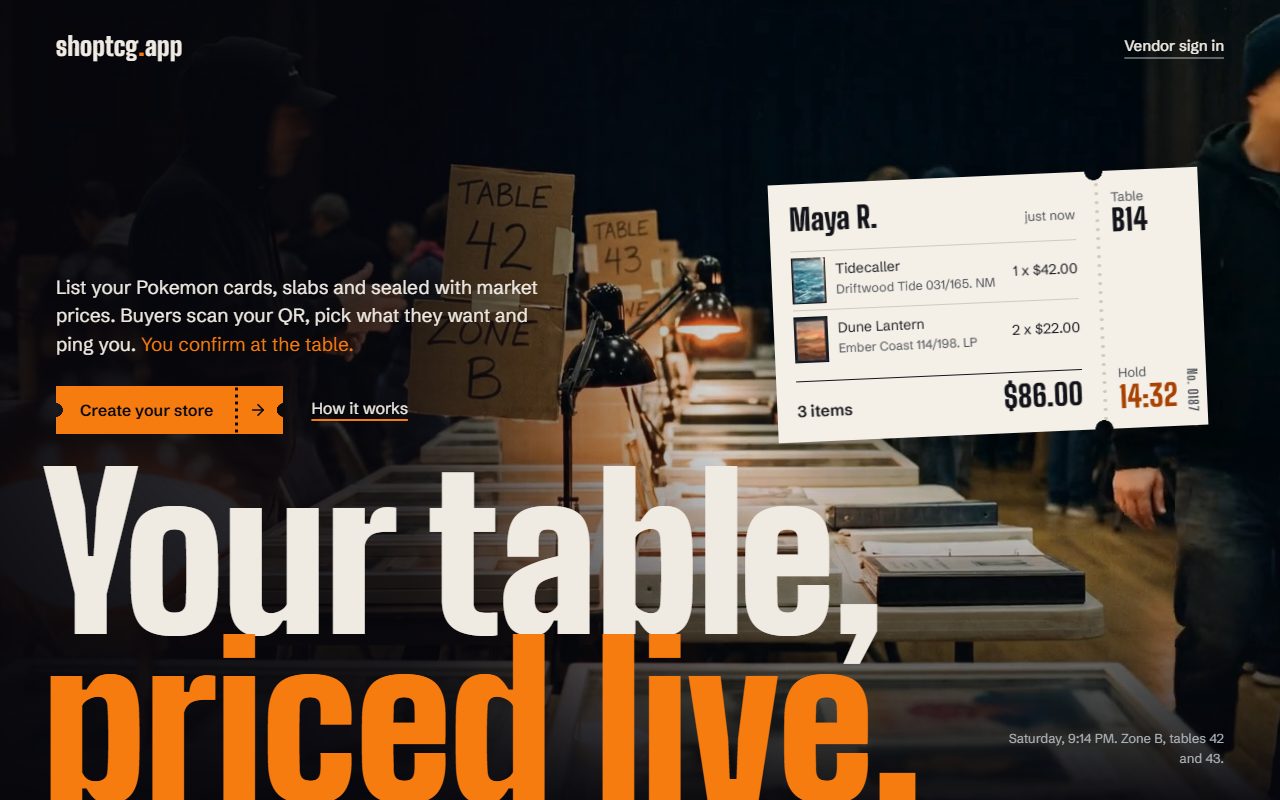 shoptcg.app
Vendor sign in
TABLE
42
TABLE
43
ZONE
B
List your Pokemon cards, slabs and sealed with market
prices. Buyers scan your QR, pick what they want and
ping you. You confirm at the table.
Create your store →
How it works
Maya R.
just now
Tidecaller
Driftwood Tide 031/165. NM
1 x $42.00
Dune Lantern
Ember Coast 114/198. LP
2 x $22.00
3 items
$86.00
Table
B14
Hold
14:32
No. 0187
Your table,
priced live.
Saturday, 9:14 PM. Zone B, tables 42
and 43.